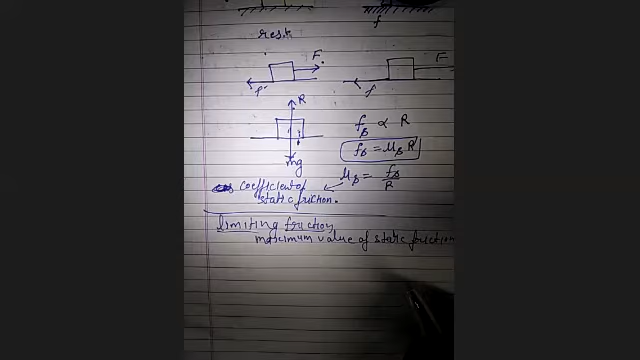 f
rest
F
f
F
f
R
mg
fs ∝ R
fs = μs R
μs = fs/R
coefficient of
static friction.
limiting friction
maximum value of static friction